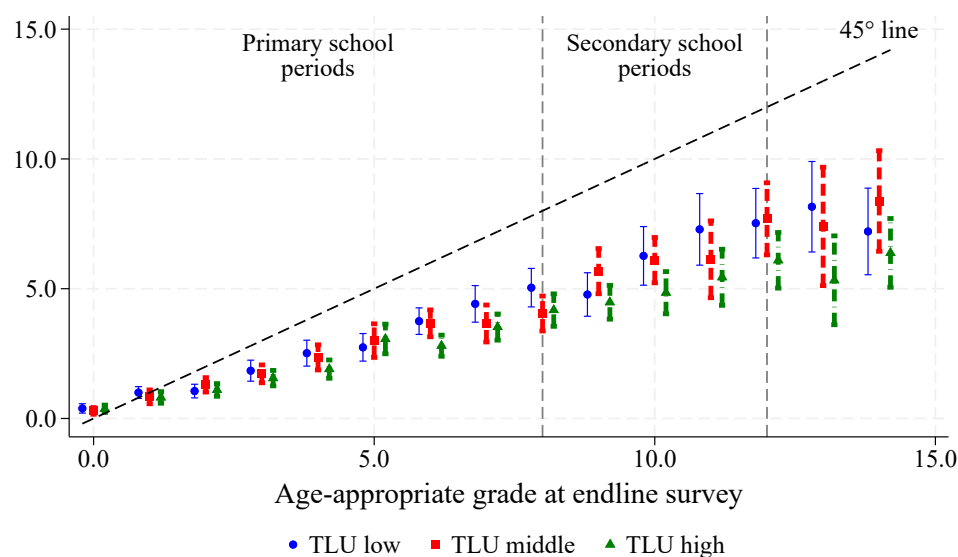 15.0
10.0
5.0
0.0
Primary school
periods
Secondary school
periods
45° line
0.0 5.0 10.0 15.0
Age-appropriate grade at endline survey
TLU low TLU middle TLU high